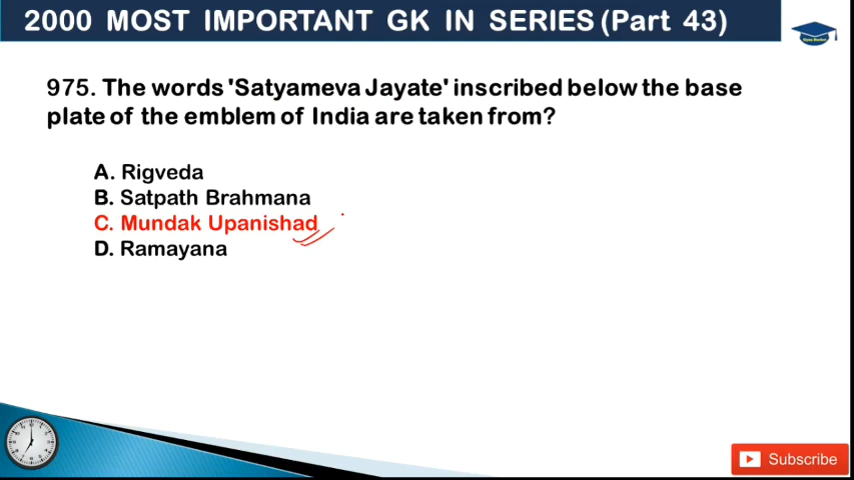 2000 MOST IMPORTANT GK IN SERIES (Part 43)
975. The words 'Satyameva Jayate' inscribed below the base
plate of the emblem of India are taken from?
A. Rigveda
B. Satpath Brahmana
C. Mundak Upanishad
D. Ramayana
Subscribe